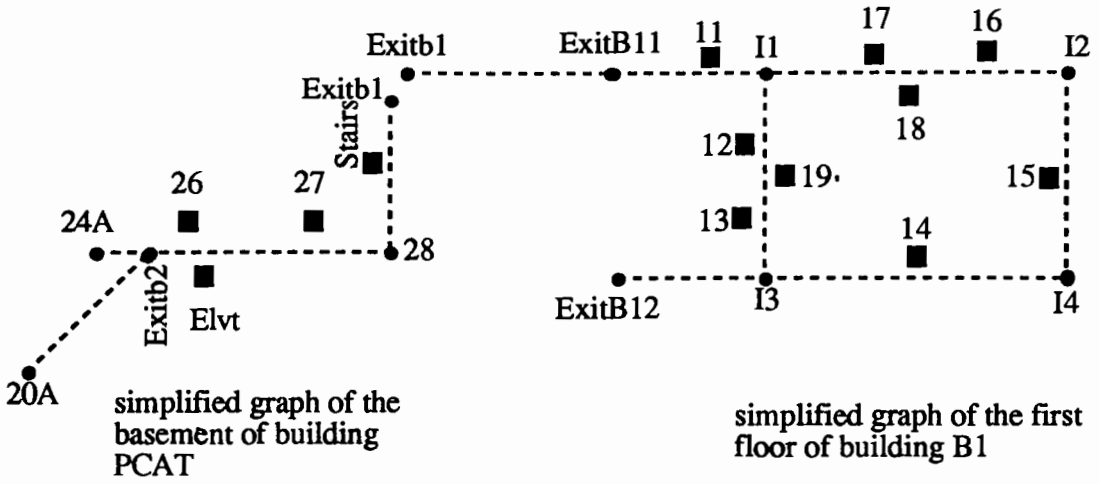 17
16
11
Exitb1
ExitB11
I1
I2
Exitb1
Stairs
18
12
19.
15
26
27
24A
13
14
28
Exitb2
Elvt
ExitB12
I3
I4
20A
simplified graph of the
basement of building
PCAT
simplified graph of the first
floor of building B1